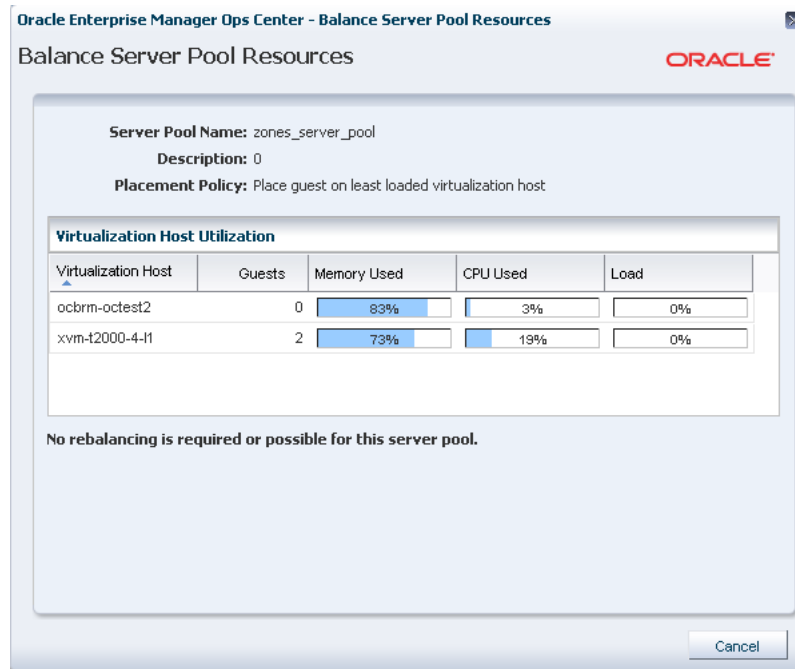 Oracle Enterprise Manager Ops Center - Balance Server Pool Resources
Balance Server Pool Resources
ORACLE
Server Pool Name: zones_server_pool
Description: 0
Placement Policy: Place guest on least loaded virtualization host
Virtualization Host Utilization
Virtualization Host Guests Memory Used CPU Used Load
ocbrm-octest2 0 83% 3% 0%
xvm-t2000-4-l1 2 73% 19% 0%
No rebalancing is required or possible for this server pool.
Cancel